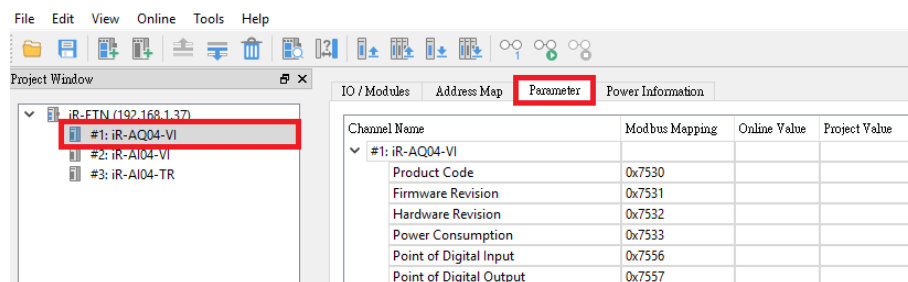 File Edit View Online Tools Help
Project Window
iR-ETN (192.168.1.37)
#1: iR-AQ04-VI
#2: iR-AI04-VI
#3: iR-AI04-TR
IO / Modules Address Map Parameter Power Information
Channel Name Modbus Mapping Online Value Project Value
#1: iR-AQ04-VI
Product Code 0x7530
Firmware Revision 0x7531
Hardware Revision 0x7532
Power Consumption 0x7533
Point of Digital Input 0x7556
Point of Digital Output 0x7557